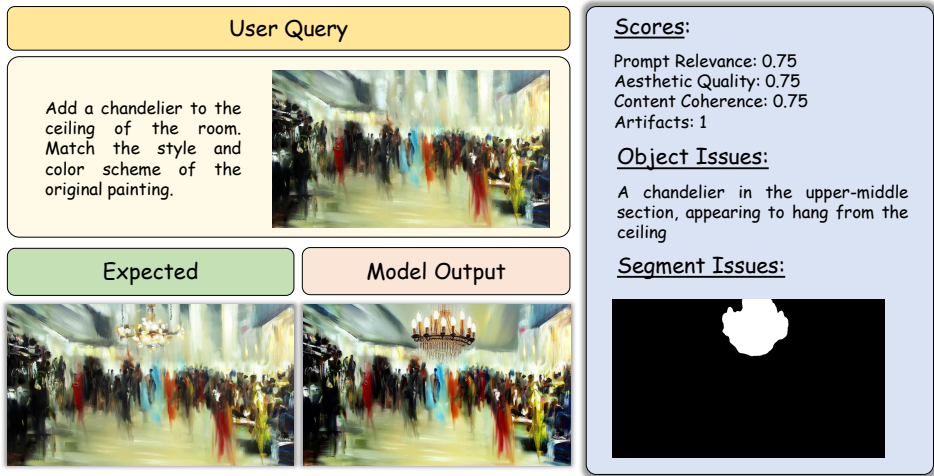 User Query
Add a chandelier to the
ceiling of the room.
Match the style and
color scheme of the
original painting.
Expected
Model Output
Scores:
Prompt Relevance: 0.75
Aesthetic Quality: 0.75
Content Coherence: 0.75
Artifacts: 1
Object Issues:
A chandelier in the upper-middle
section, appearing to hang from the
ceiling
Segment Issues: